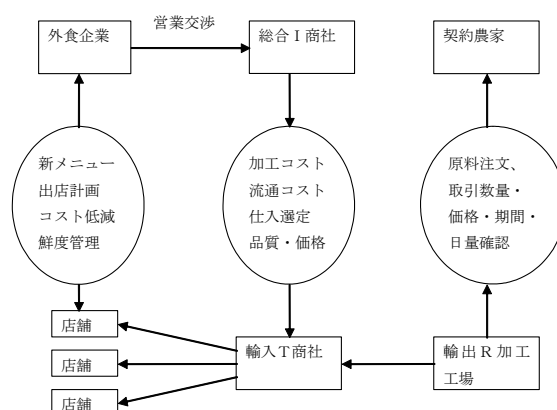 営業交渉
外食企業
総合I商社
契約農家
新メニュー
出店計画
コスト低減
鮮度管理
加工コスト
流通コスト
仕入選定
品質・価格
原料注文、
取引数量・
価格・期間・
日量確認
店舗
店舗
店舗
輸入T商社
輸出R加工
工場